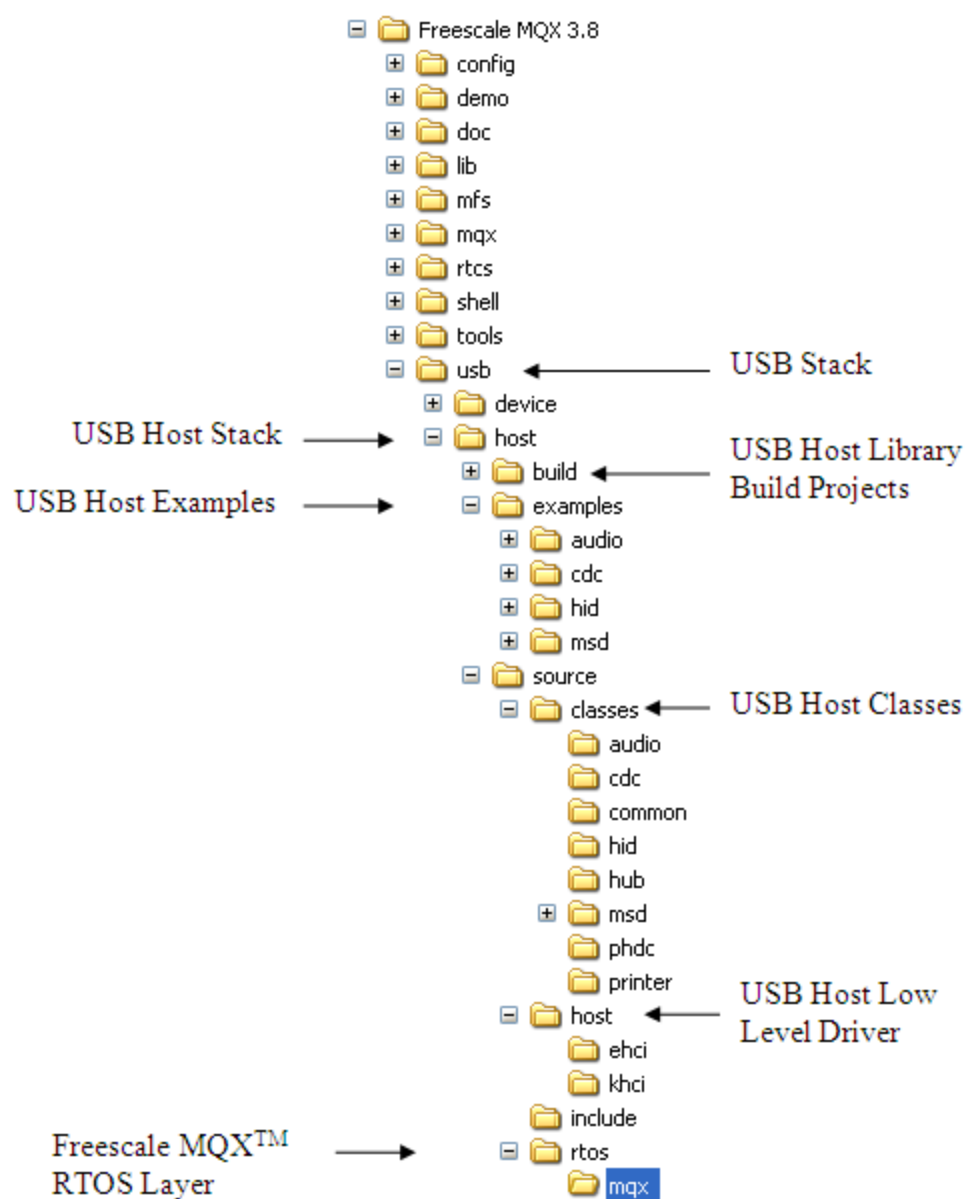 Freescale MQX 3.8
config
demo
doc
lib
mfs
mqx
rtcs
shell
tools
usb
USB Stack
device
USB Host Stack
host
build
USB Host Library
Build Projects
USB Host Examples
examples
audio
cdc
hid
msd
source
classes
USB Host Classes
audio
cdc
common
hid
hub
msd
phdc
printer
host
USB Host Low
Level Driver
ehci
khci
include
Freescale MQX™
RTOS Layer
rtos
mqx